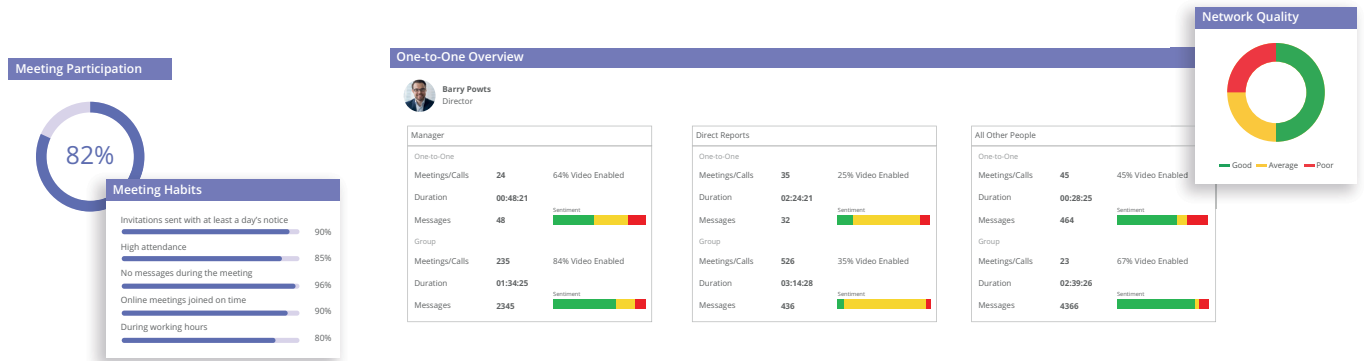 Meeting Participation
82%
Meeting Habits
Invitations sent with at least a day's notice
90%
High attendance
85%
No messages during the meeting
96%
Online meetings joined on time
90%
During working hours
80%
One-to-One Overview
Barry Powts
Director
Manager
One-to-One
Meetings/Calls 24 64% Video Enabled
Duration 00:48:21
Sentiment
Messages 48
Group
Meetings/Calls 235 84% Video Enabled
Duration 01:34:25
Sentiment
Messages 2345
Direct Reports
One-to-One
Meetings/Calls 35 25% Video Enabled
Duration 02:24:21
Sentiment
Messages 32
Group
Meetings/Calls 526 35% Video Enabled
Duration 03:14:28
Sentiment
Messages 436
All Other People
One-to-One
Meetings/Calls 45 45% Video Enabled
Duration 00:28:25
Sentiment
Messages 464
Group
Meetings/Calls 23 67% Video Enabled
Duration 02:39:26
Sentiment
Messages 4366
Network Quality
Good Average Poor